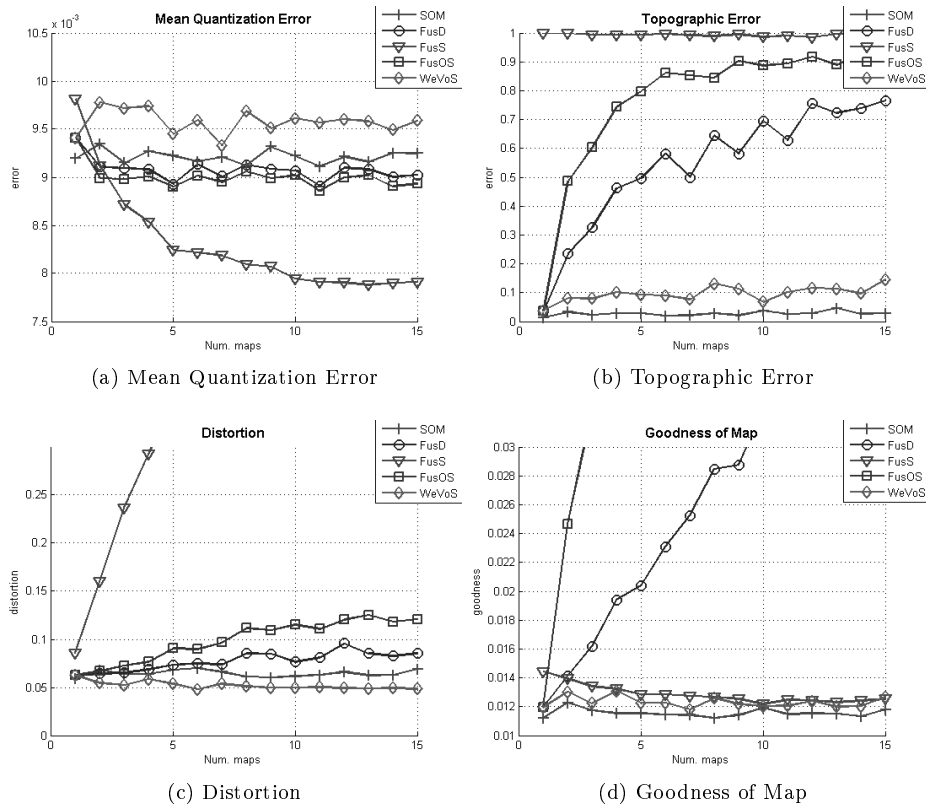 x 10⁻³
Mean Quantization Error
10.5
10
9.5
9
8.5
8
7.5
0
5
10
15
error
Num. maps
SOM
FusD
FusS
FusOS
WeVoS
(a) Mean Quantization Error
Topographic Error
1
0.9
0.8
0.7
0.6
0.5
0.4
0.3
0.2
0.1
0
0
5
10
15
error
Num. maps
SOM
FusD
FusS
FusOS
WeVoS
(b) Topographic Error
Distortion
0.25
0.2
0.15
0.1
0.05
0
0
5
10
15
distortion
Num. maps
SOM
FusD
FusS
FusOS
WeVoS
(c) Distortion
Goodness of Map
0.03
0.028
0.026
0.024
0.022
0.02
0.018
0.016
0.014
0.012
0.01
0
5
10
15
goodness
Num. maps
SOM
FusD
FusS
FusOS
WeVoS
(d) Goodness of Map